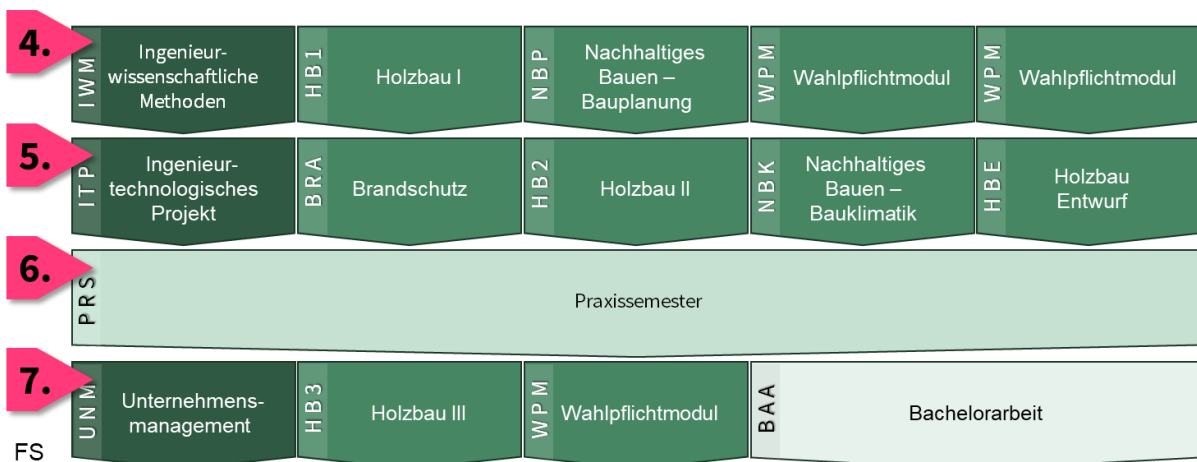 4.
IWM
Ingenieur-
wissenschaftliche
Methoden
HB1
Holzbau I
NBP
Nachhaltiges
Bauen –
Bauplanung
WPM
Wahlpflichtmodul
WPM
Wahlpflichtmodul
5.
ITP
Ingenieur-
technologisches
Projekt
BRA
Brandschutz
HB2
Holzbau II
NBK
Nachhaltiges
Bauen –
Bauklimatik
HBE
Holzbau
Entwurf
6.
PRS
Praxissemester
7.
UNM
Unternehmens-
management
HB3
Holzbau III
WPM
Wahlpflichtmodul
BAA
Bachelorarbeit
FS